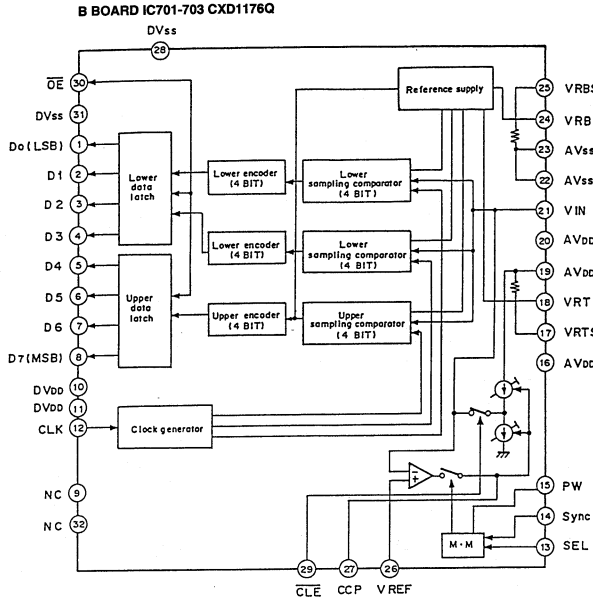 B BOARD IC701-703 CXD1176Q
DVss
28
OE 30
DVss 31
Do(LSB) 1
D1 2
D2 3
D3 4
D4 5
D5 6
D6 7
D7(MSB) 8
DVDD 10
DVDD 11
CLK 12
NC 9
NC 32
Lower
data
latch
Upper
data
latch
Lower encoder
(4 BIT)
Lower encoder
(4 BIT)
Upper encoder
(4 BIT)
Reference supply
Lower
sampling comparator
(4 BIT)
Lower
sampling comparator
(4 BIT)
Upper
sampling comparator
(4 BIT)
Clock generator
-
+
M·M
25 VRBS
24 VRB
23 AVss
22 AVss
21 VIN
20 AVDD
19 AVDD
18 VRT
17 VRTS
16 AVDD
15 PW
14 Sync
13 SEL
29 27 26
CLE CCP VREF